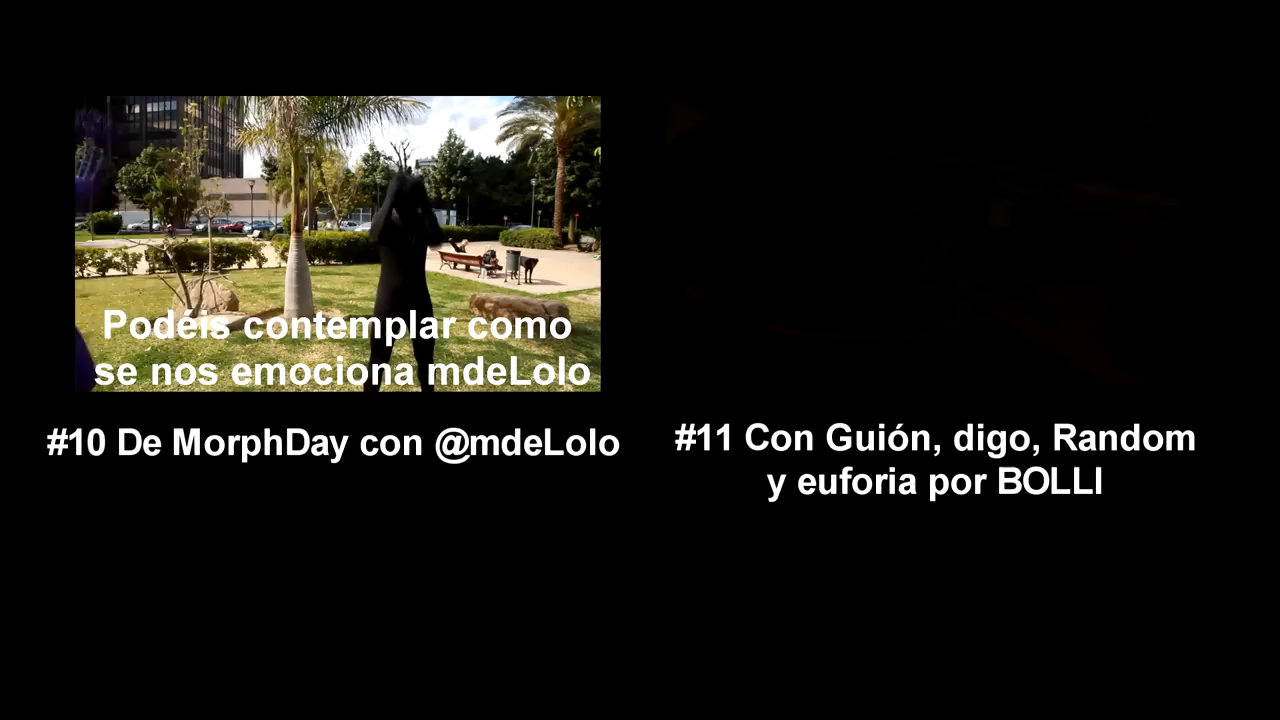 Podéis contemplar como
se nos emociona mdeLolo
#10 De MorphDay con @mdeLolo
#11 Con Guión, digo, Random
y euforia por BOLLI